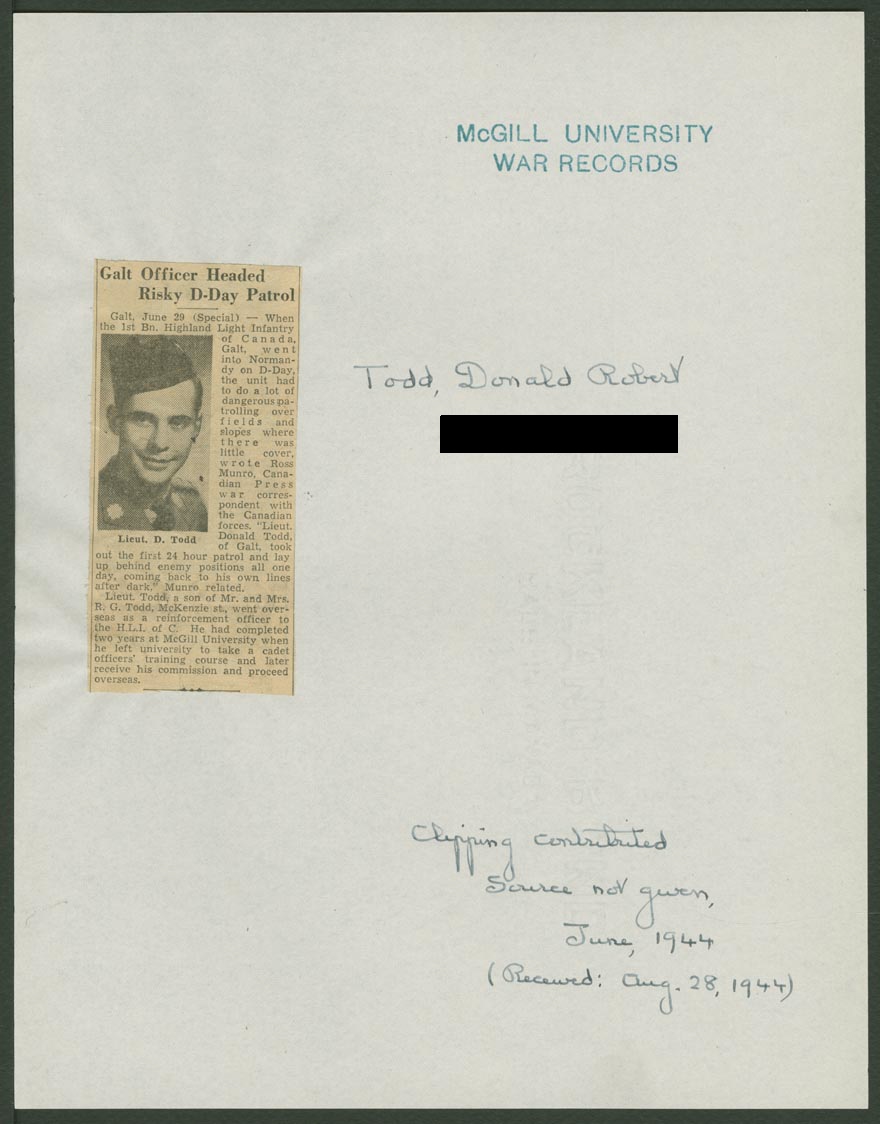 McGILL UNIVERSITY
WAR RECORDS
Galt Officer Headed
Risky D-Day Patrol
Galt, June 29 (Special) — When
the 1st Bn. Highland Light Infantry
of Canada,
Galt, went
into Norman-
dy on D-Day,
the unit had
to do a lot of
dangerous pa-
trolling over
fields and
slopes where
there was
little cover,
wrote Ross
Munro, Cana-
dian Press
war corres-
pondent with
the Canadian
forces. "Lieut.
Donald Todd,
of Galt, took
Lieut. D. Todd
out the first 24 hour patrol and lay
up behind enemy positions all one
day, coming back to his own lines
after dark." Munro related.
Lieut. Todd, a son of Mr. and Mrs.
R. G. Todd, McKenzie st., went over-
seas as a reinforcement officer to
the H.L.I. of C. He had completed
two years at McGill University when
he left university to take a cadet
officers' training course and later
receive his commission and proceed
overseas.
Todd, Donald Robert
Clipping contributed
Source not given,
June, 1944
(Received: Aug. 28, 1944)